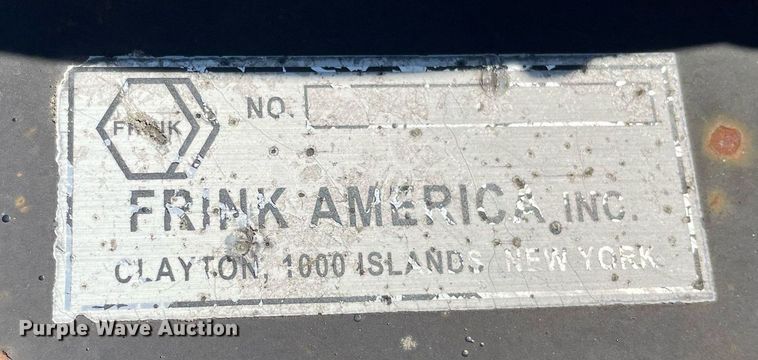 FRINK
NO.
FRINK AMERICA INC.
CLAYTON, 1000 ISLANDS, NEW YORK
Purple Wave Auction